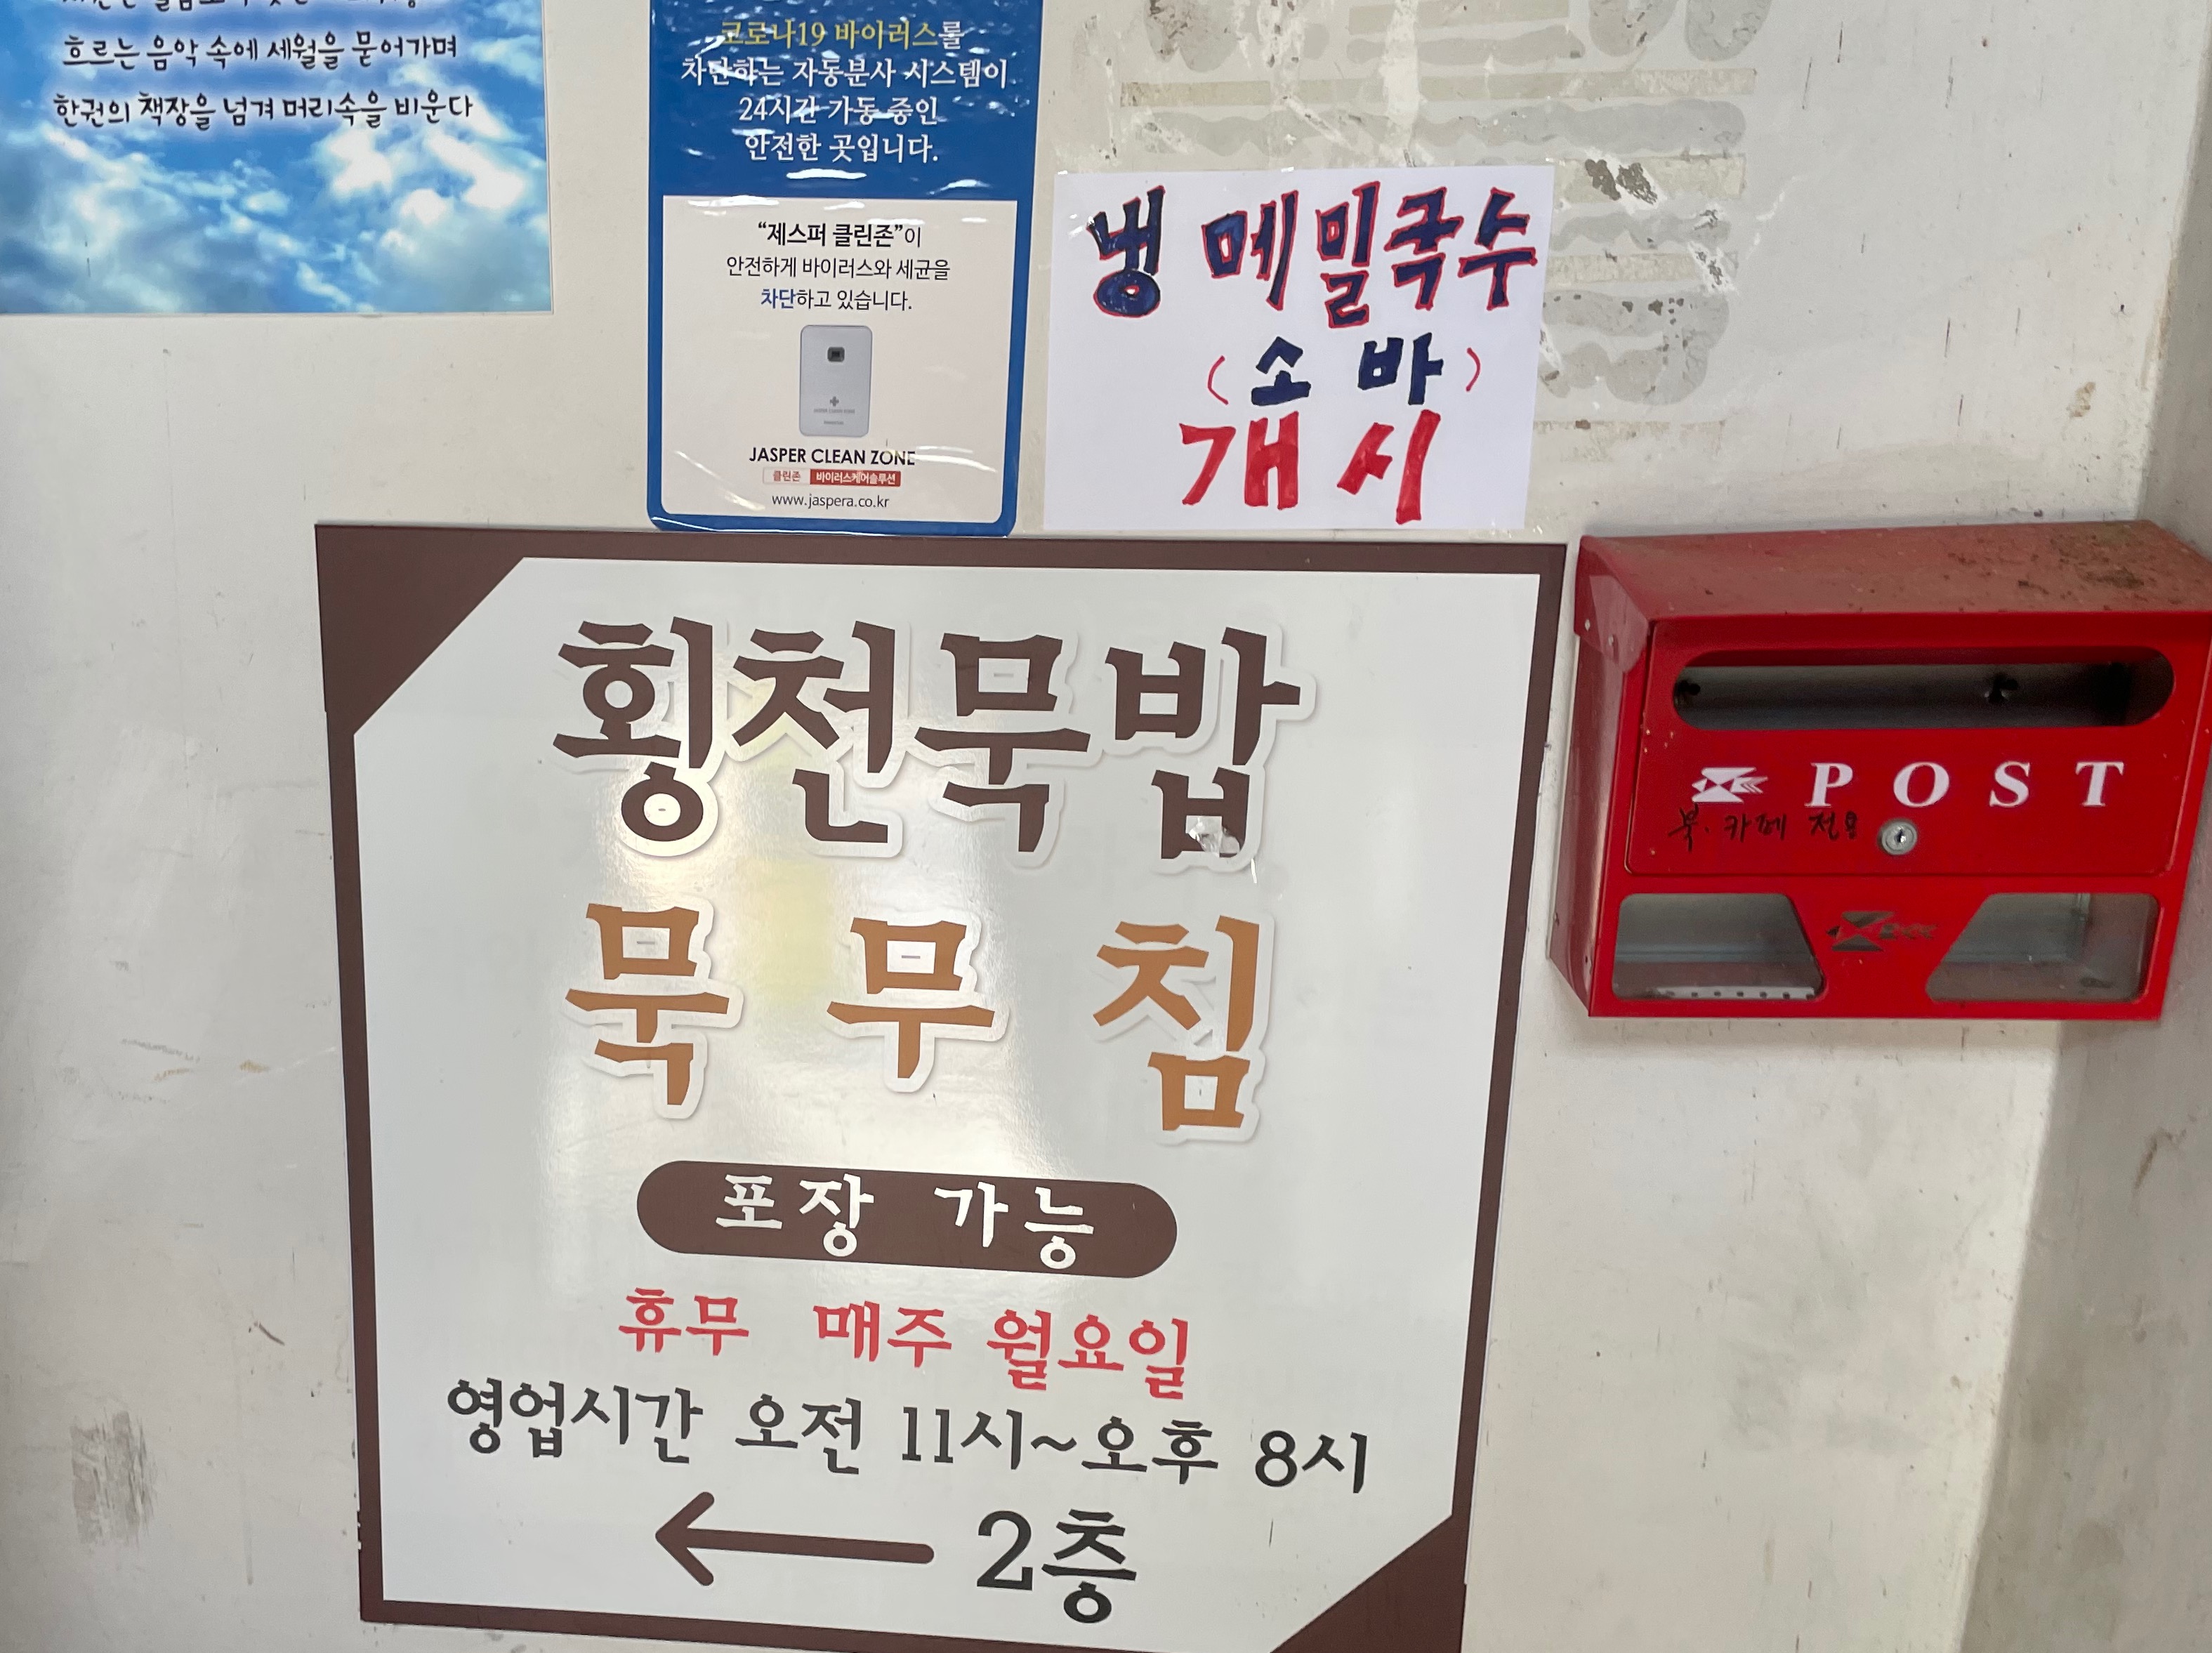 흐르는 음악 속에 세월을 묻어가며
한권의 책장을 넘겨 머리속을 비운다
코로나19 바이러스를
차단하는 자동분사 시스템이
24시간 가동 중인
안전한 곳입니다.
“제스퍼 클린존”이
안전하게 바이러스와 세균을
차단하고 있습니다.
JASPER CLEAN ZONE
클린존 바이러스케어솔루션
www.jaspera.co.kr
냉 메밀국수
(소 바)
개 시
횡천묵밥
묵 무 침
포장 가능
휴무 매주 월요일
영업시간 오전 11시~오후 8시
← 2층
POST
북·카페 전용